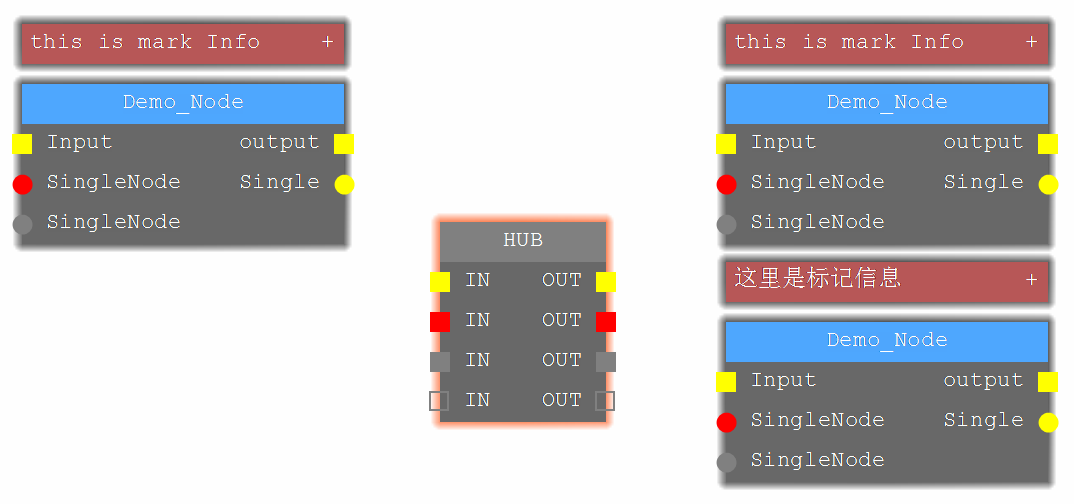 this is mark Info +
Demo_Node
Input output
SingleNode Single
SingleNode
HUB
IN OUT
IN OUT
IN OUT
IN OUT
this is mark Info +
Demo_Node
Input output
SingleNode Single
SingleNode
这里是标记信息 +
Demo_Node
Input output
SingleNode Single
SingleNode